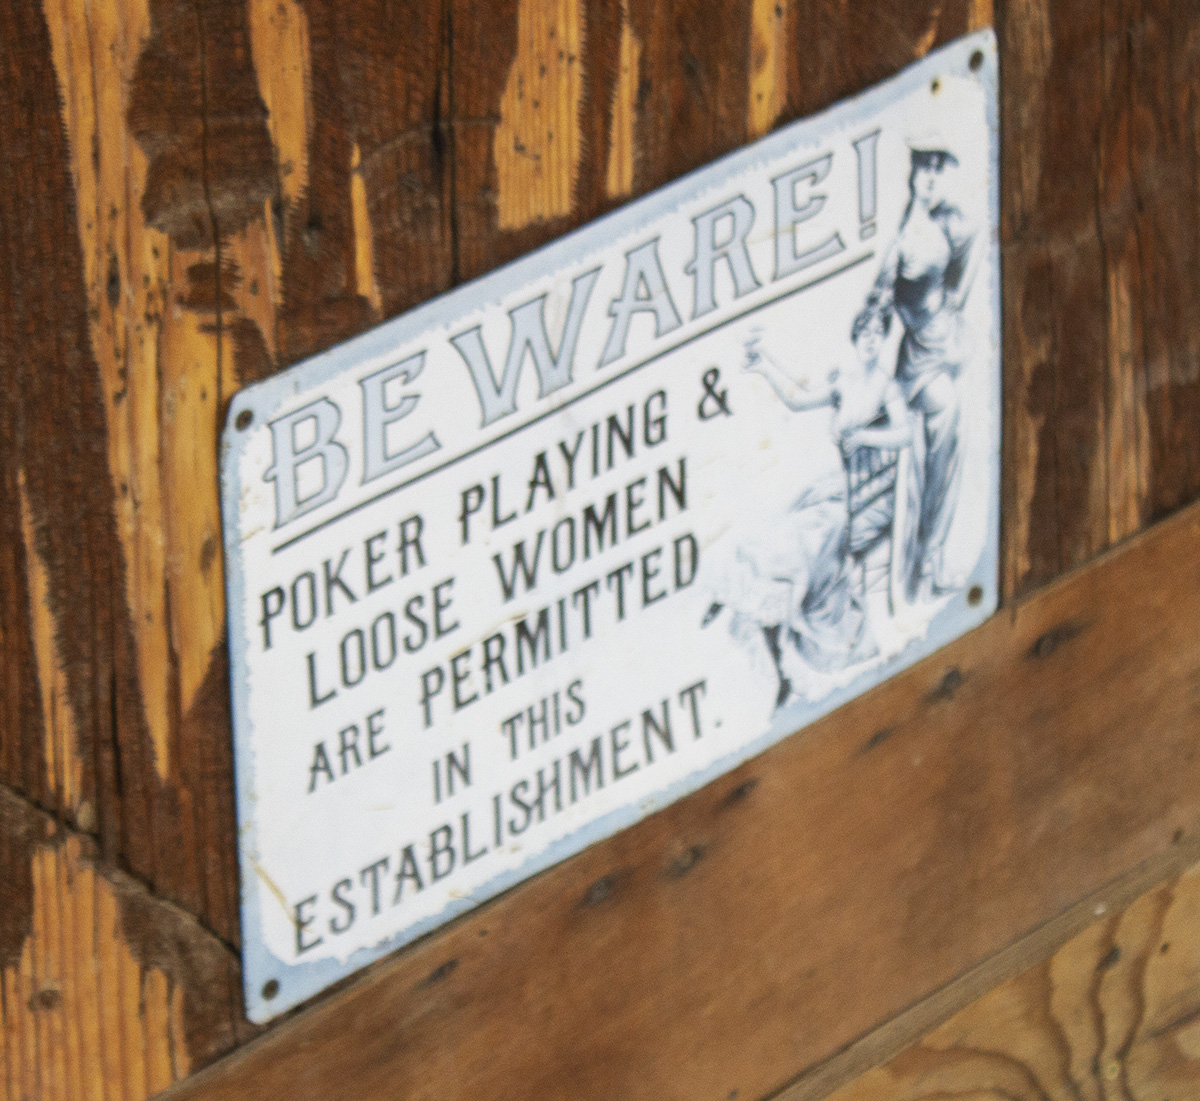 BEWARE!
POKER PLAYING &
LOOSE WOMEN
ARE PERMITTED
IN THIS
ESTABLISHMENT.